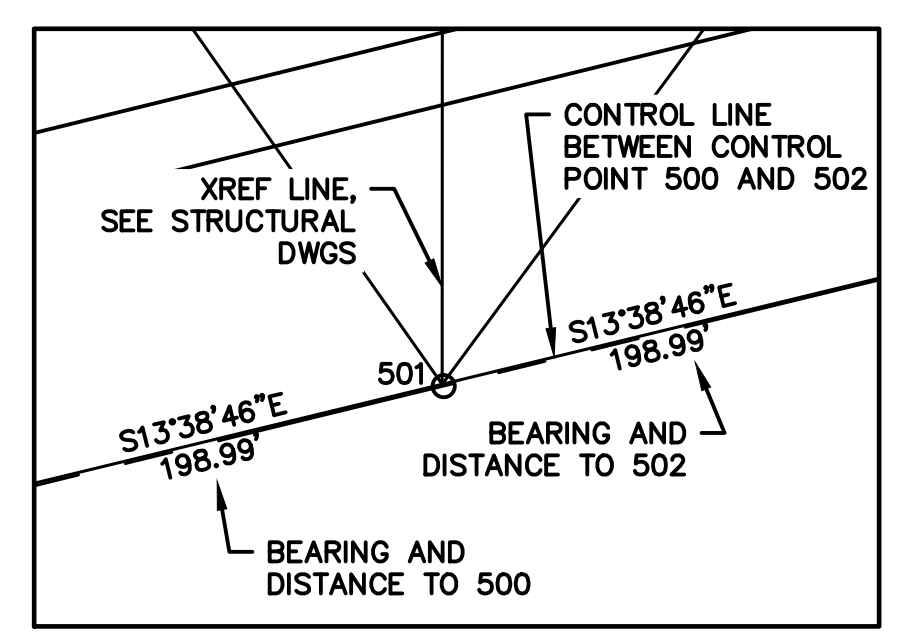 CONTROL LINE
BETWEEN CONTROL
POINT 500 AND 502
XREF LINE,
SEE STRUCTURAL
DWGS
S13°38'46"E
198.99'
501
S13°38'46"E
198.99'
BEARING AND
DISTANCE TO 502
BEARING AND
DISTANCE TO 500